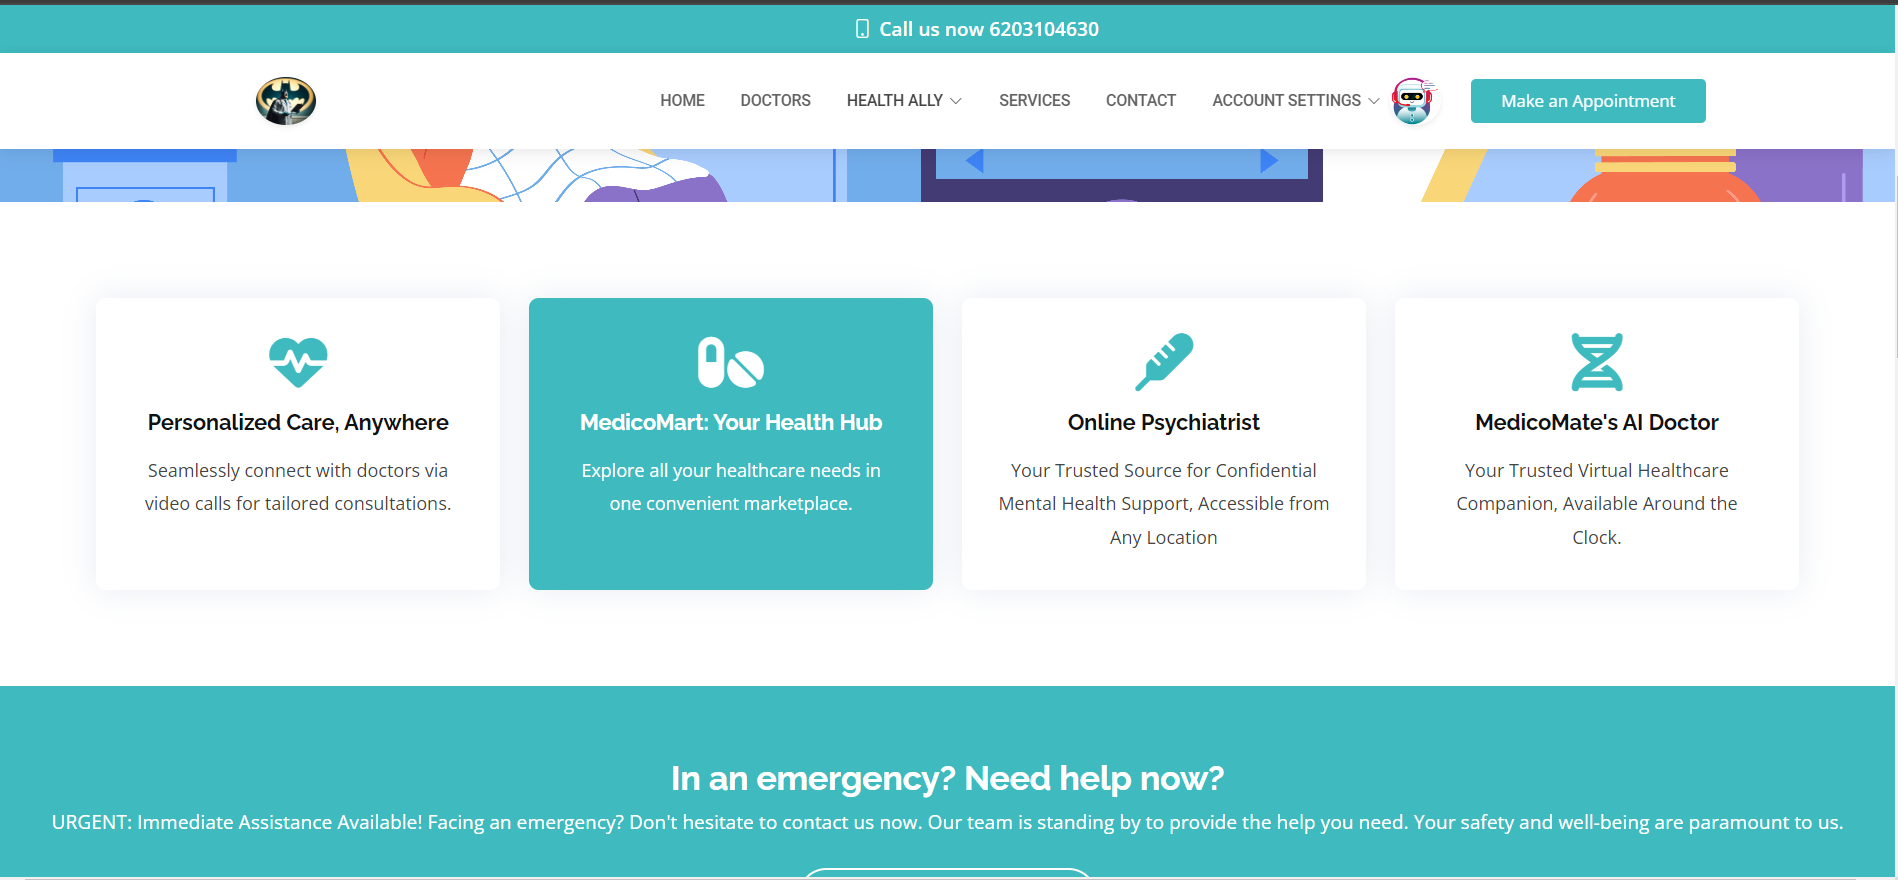 Call us now 6203104630
HOME DOCTORS HEALTH ALLY SERVICES CONTACT ACCOUNT SETTINGS Make an Appointment
Personalized Care, Anywhere
Seamlessly connect with doctors via
video calls for tailored consultations.
MedicoMart: Your Health Hub
Explore all your healthcare needs in
one convenient marketplace.
Online Psychiatrist
Your Trusted Source for Confidential
Mental Health Support, Accessible from
Any Location
MedicoMate's AI Doctor
Your Trusted Virtual Healthcare
Companion, Available Around the
Clock.
In an emergency? Need help now?
URGENT: Immediate Assistance Available! Facing an emergency? Don't hesitate to contact us now. Our team is standing by to provide the help you need. Your safety and well-being are paramount to us.